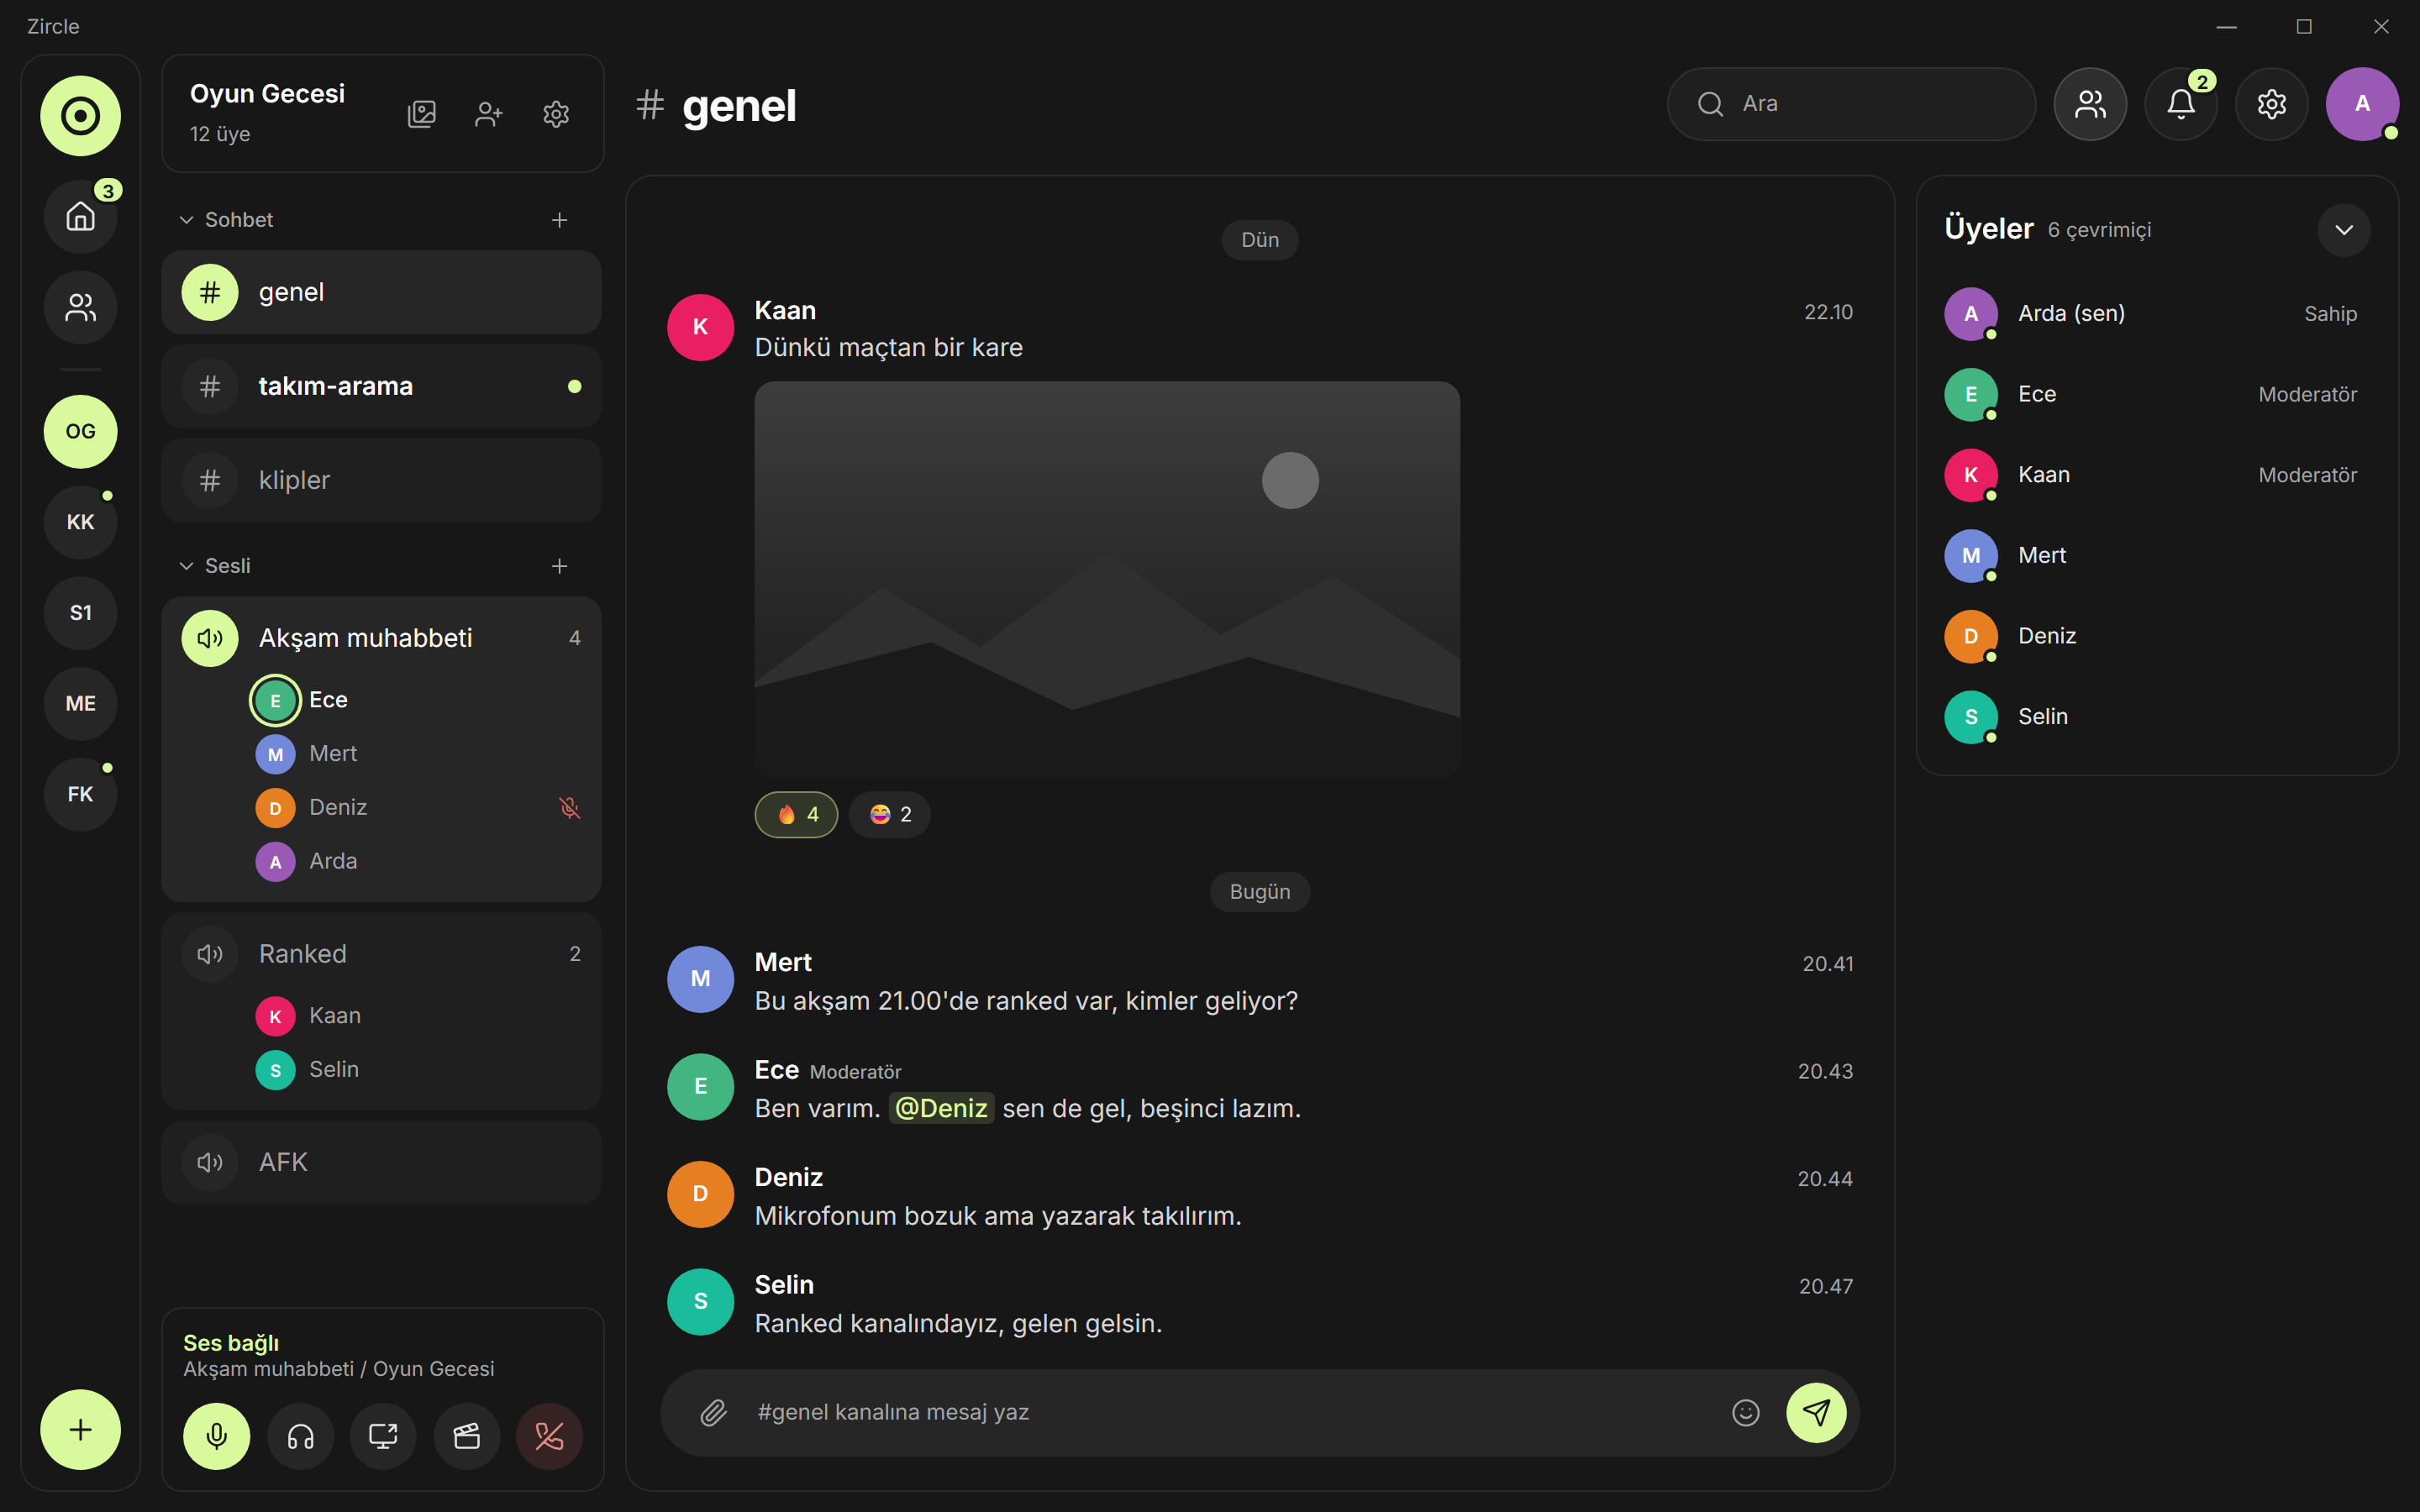 Zircle
3
OG
KK
S1
ME
FK
Oyun Gecesi
12 üye
Sohbet
genel
takım-arama
klipler
Sesli
Akşam muhabbeti 4
E Ece
M Mert
D Deniz
A Arda
Ranked 2
K Kaan
S Selin
AFK
Ses bağlı
Akşam muhabbeti / Oyun Gecesi
# genel
Ara
2
A
Dün
K Kaan 22.10
Dünkü maçtan bir kare
🔥 4 😂 2
Bugün
M Mert 20.41
Bu akşam 21.00'de ranked var, kimler geliyor?
E Ece Moderatör 20.43
Ben varım. @Deniz sen de gel, beşinci lazım.
D Deniz 20.44
Mikrofonum bozuk ama yazarak takılırım.
S Selin 20.47
Ranked kanalındayız, gelen gelsin.
#genel kanalına mesaj yaz
Üyeler 6 çevrimiçi
A Arda (sen) Sahip
E Ece Moderatör
K Kaan Moderatör
M Mert
D Deniz
S Selin